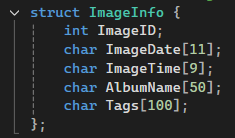 struct ImageInfo {
    int ImageID;
    char ImageDate[11];
    char ImageTime[9];
    char AlbumName[50];
    char Tags[100];
};